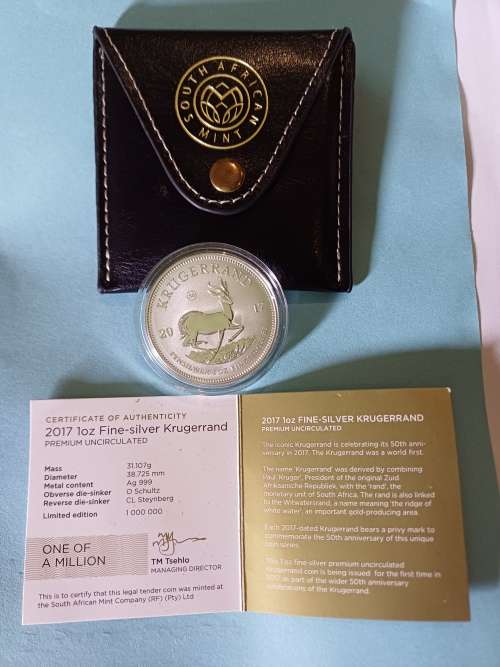 SOUTH AFRICAN
MINT
KRUGERRAND
20 17
FYNSILWER 1 OZ
CERTIFICATE OF AUTHENTICITY
2017 1oz Fine-silver Krugerrand
PREMIUM UNCIRCULATED
Mass 31.107g
Diameter 38.725 mm
Metal content Ag 999
Obverse die-sinker D Schultz
Reverse die-sinker CL Steynberg
Limited edition 1 000 000
ONE OF
A MILLION
TM Tsehlo
MANAGING DIRECTOR
This is to certify that this legal tender coin was minted at
the South African Mint Company (RF) (Pty) Ltd
2017 1oz FINE-SILVER KRUGERRAND
PREMIUM UNCIRCULATED
The iconic Krugerrand is celebrating its 50th anni-
versary in 2017. The Krugerrand was a world first.
The name 'Krugerrand' was derived by combining
'Paul Kruger', President of the original Zuid
Afrikaansche Republiek, with the 'rand', the
monetary unit of South Africa. The rand is also linked
to the Witwatersrand, a name meaning 'the ridge
of white water', an important gold-producing area.
Each 2017-dated Krugerrand bears a privy mark to
commemorate the 50th anniversary of this unique
coin series.
This 1oz fine-silver premium uncirculated
Krugerrand coin is being issued for the first time in
2017 as part of the wider 50th anniversary
celebrations of the Krugerrand.